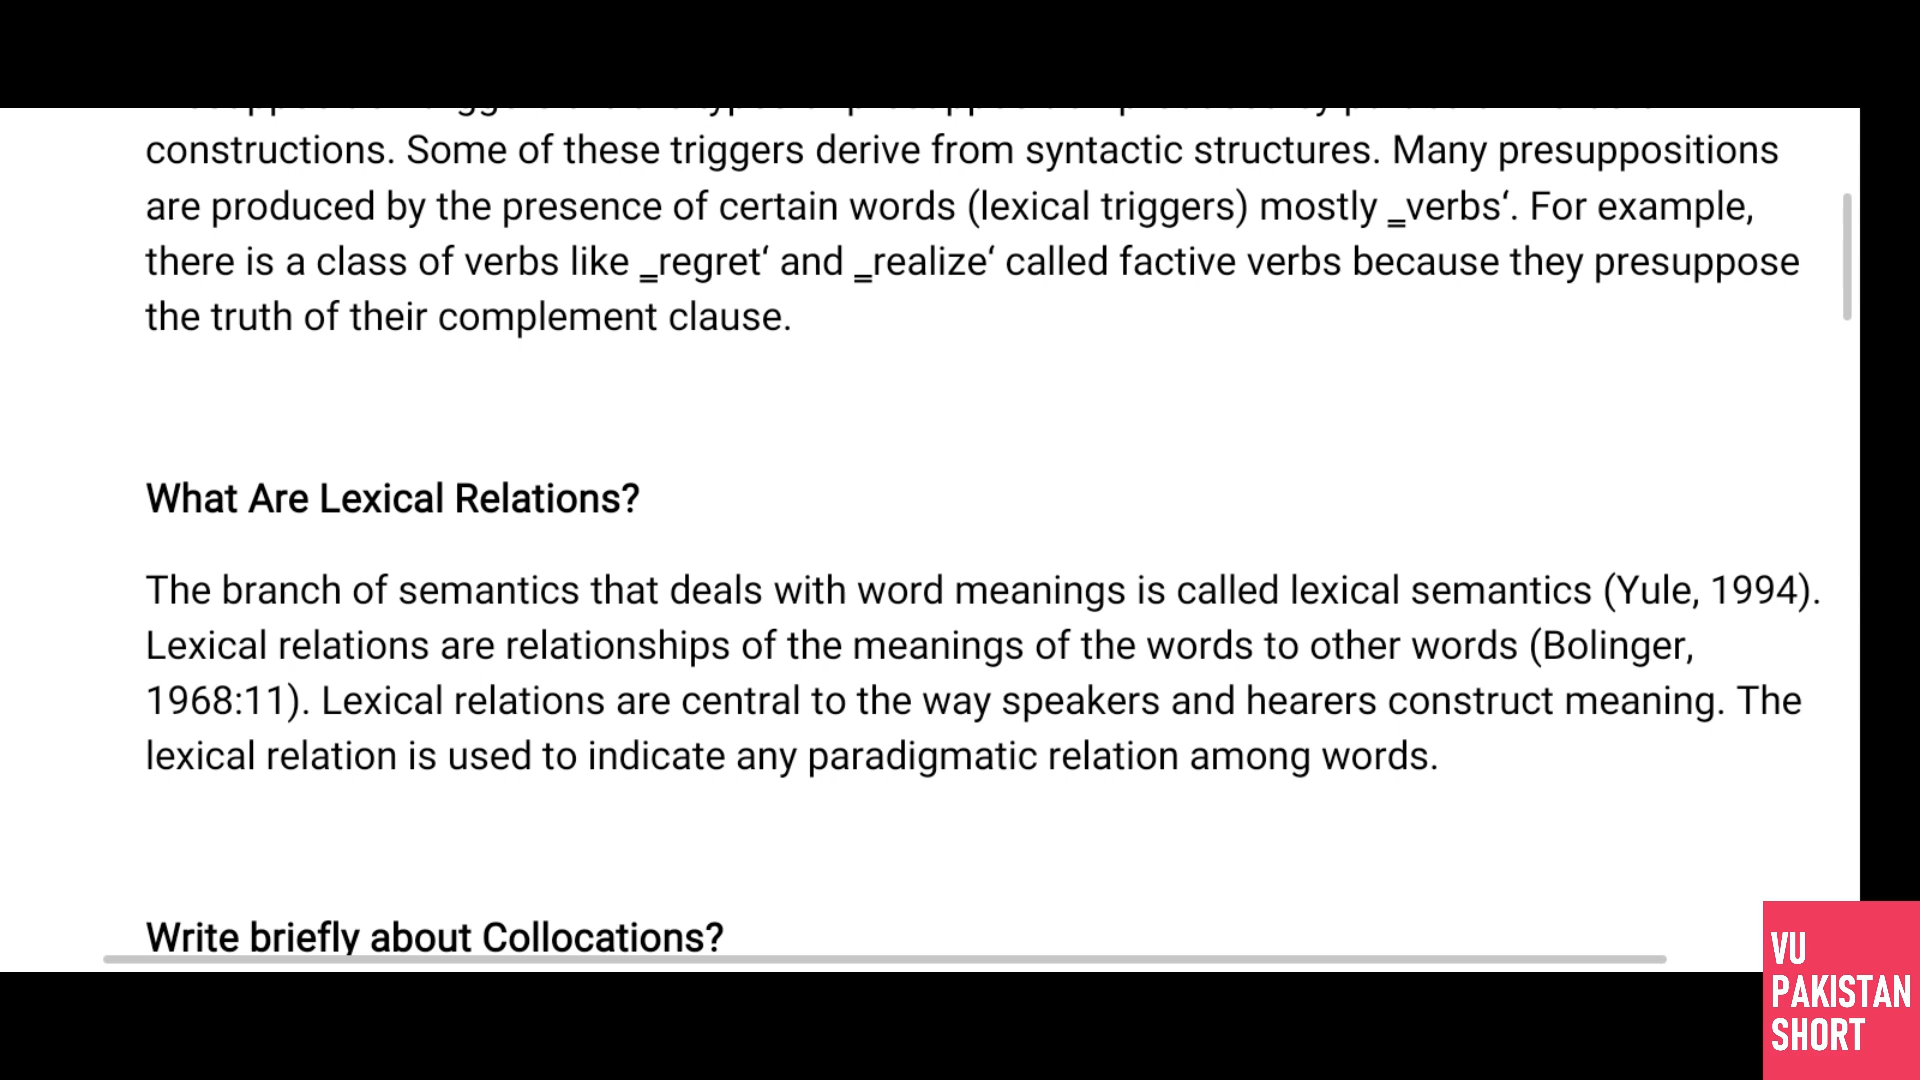 constructions. Some of these triggers derive from syntactic structures. Many presuppositions
are produced by the presence of certain words (lexical triggers) mostly ‗verbs‘. For example,
there is a class of verbs like ‗regret‘ and ‗realize‘ called factive verbs because they presuppose
the truth of their complement clause.
What Are Lexical Relations?
The branch of semantics that deals with word meanings is called lexical semantics (Yule, 1994).
Lexical relations are relationships of the meanings of the words to other words (Bolinger,
1968:11). Lexical relations are central to the way speakers and hearers construct meaning. The
lexical relation is used to indicate any paradigmatic relation among words.
Write briefly about Collocations?
VU
PAKISTAN
SHORT